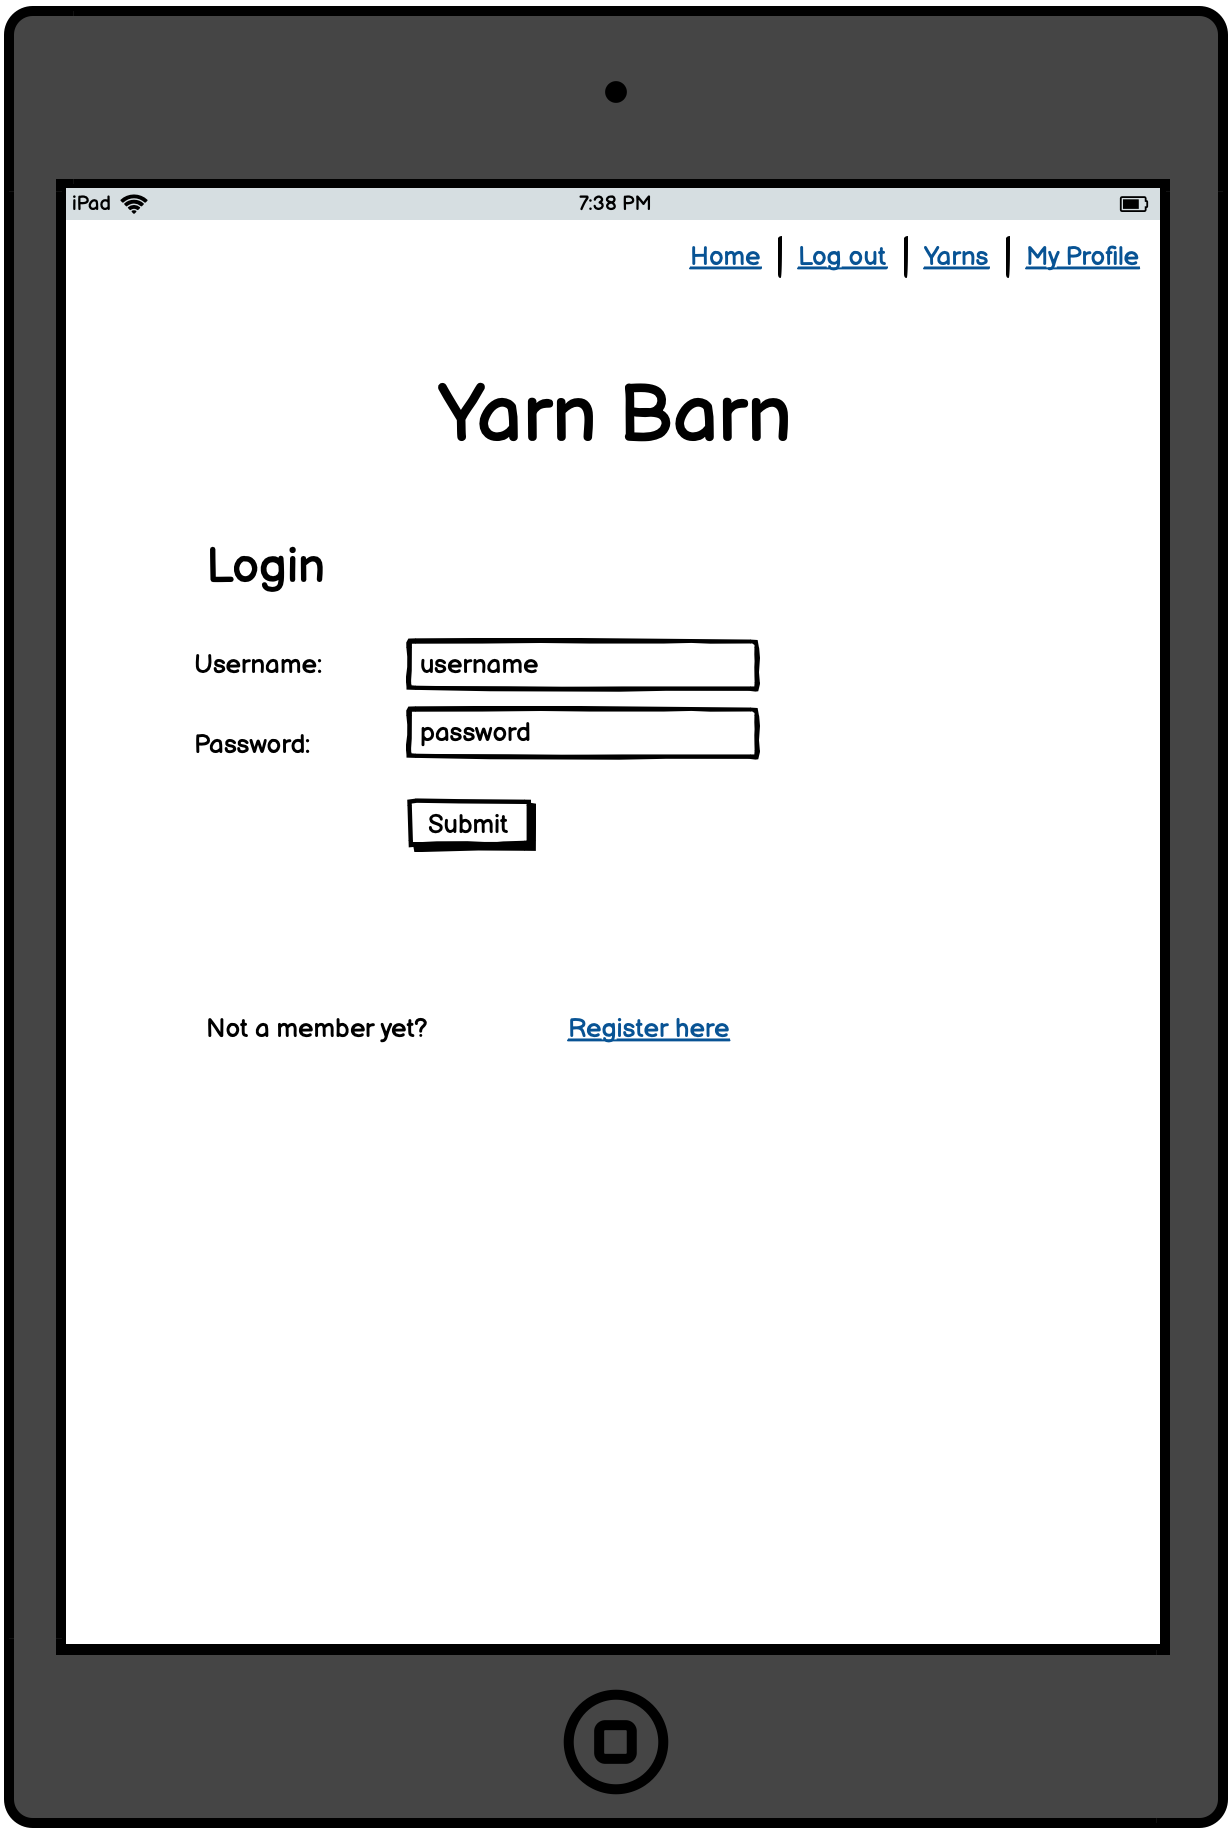 iPad 7:38 PM
Home Log out Yarns My Profile
Yarn Barn
Login
Username: username
Password: password
Submit
Not a member yet? Register here